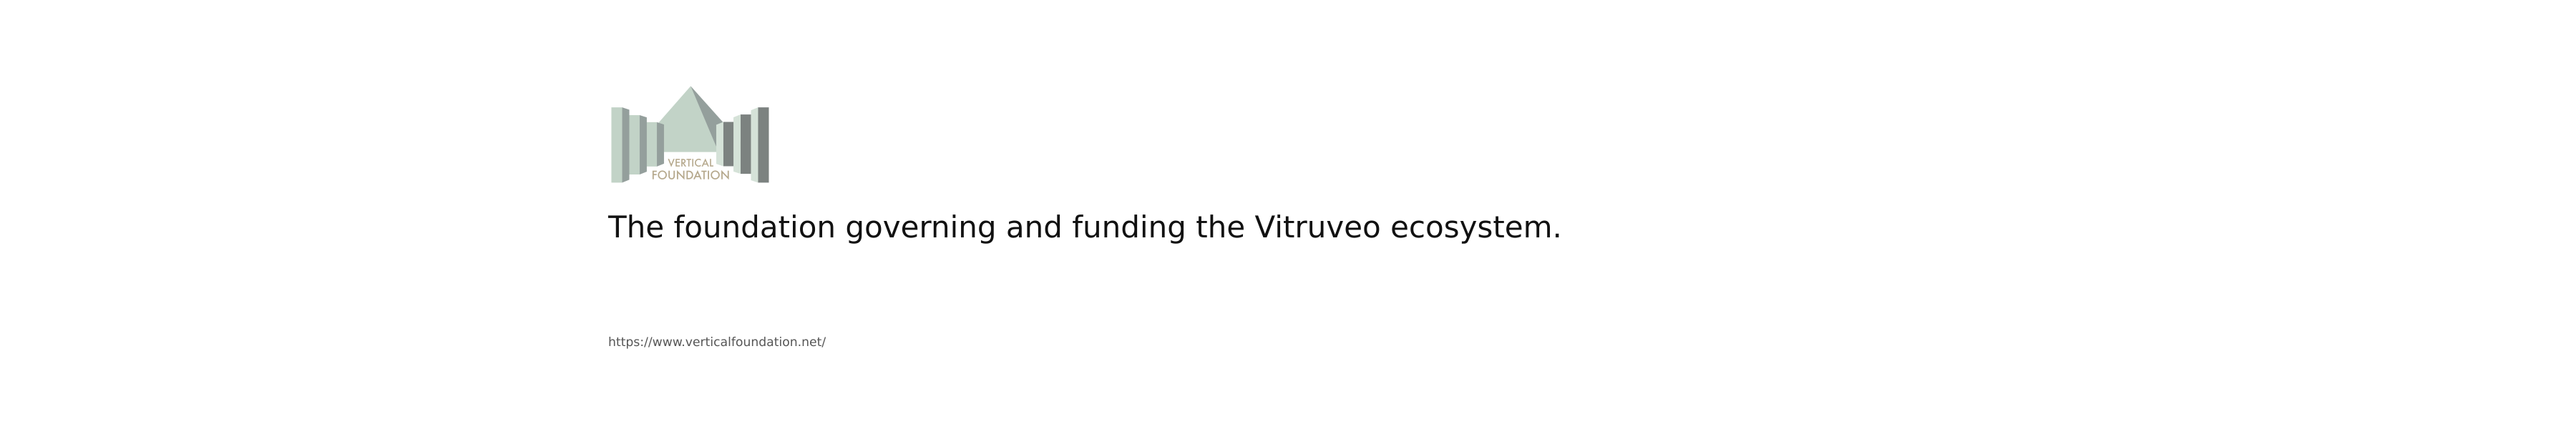 VERTICAL
FOUNDATION
The foundation governing and funding the Vitruveo ecosystem.
https://www.verticalfoundation.net/